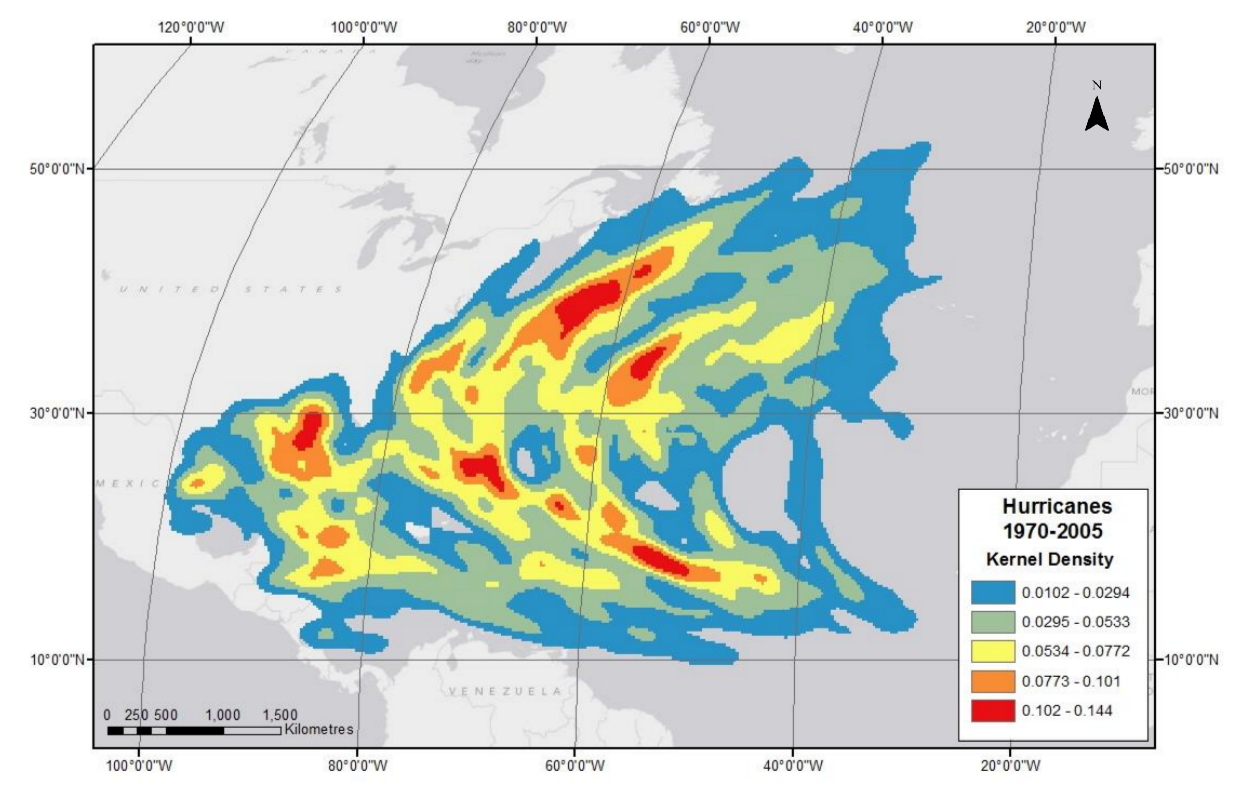 120°0'0"W 100°0'0"W 80°0'0"W 60°0'0"W 40°0'0"W 20°0'0"W
CANADA
N
50°0'0"N 50°0'0"N
UNITED STATES
MOR
30°0'0"N 30°0'0"N
MEXIC
Hurricanes
1970-2005
Kernel Density
0.0102 - 0.0294
0.0295 - 0.0533
0.0534 - 0.0772
0.0773 - 0.101
0.102 - 0.144
10°0'0"N 10°0'0"N
VENEZUELA
0 250 500 1,000 1,500
Kilometres
100°0'0"W 80°0'0"W 60°0'0"W 40°0'0"W 20°0'0"W